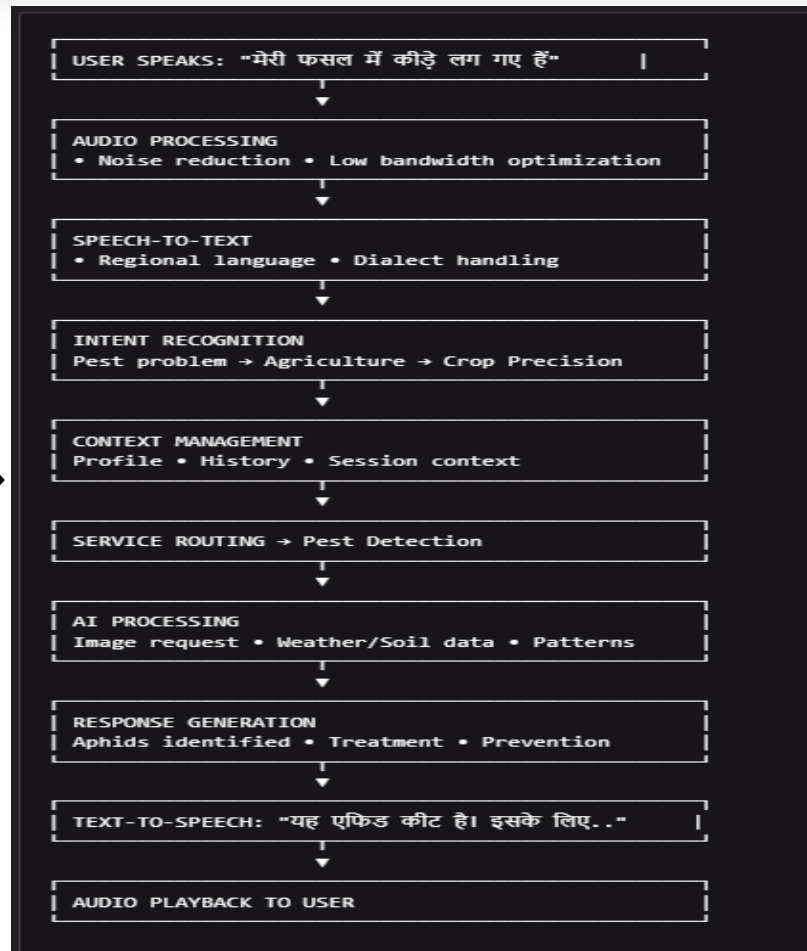 USER SPEAKS: "मेरी फसल में कीड़े लग गए हैं"
AUDIO PROCESSING
• Noise reduction • Low bandwidth optimization
SPEECH-TO-TEXT
• Regional language • Dialect handling
INTENT RECOGNITION
Pest problem → Agriculture → Crop Precision
CONTEXT MANAGEMENT
Profile • History • Session context
SERVICE ROUTING → Pest Detection
AI PROCESSING
Image request • Weather/Soil data • Patterns
RESPONSE GENERATION
Aphids identified • Treatment • Prevention
TEXT-TO-SPEECH: "यह एफिड कीट है। इसके लिए.."
AUDIO PLAYBACK TO USER